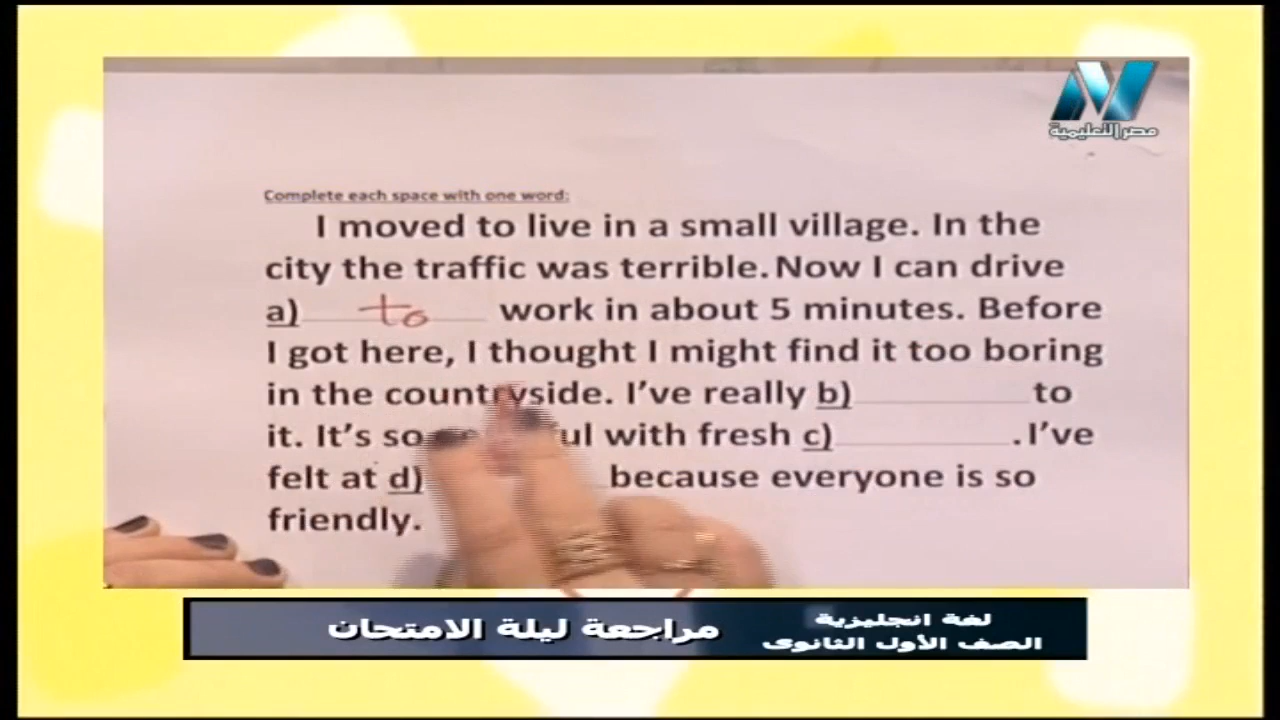 مصر التعليمية
Complete each space with one word:
I moved to live in a small village. In the
city the traffic was terrible. Now I can drive
a) to work in about 5 minutes. Before
I got here, I thought I might find it too boring
in the countryside. I've really b) to
it. It's so ul with fresh c) . I've
felt at d) because everyone is so
friendly.
لغة انجليزية
الصف الأول الثانوى
مراجعة ليلة الامتحان